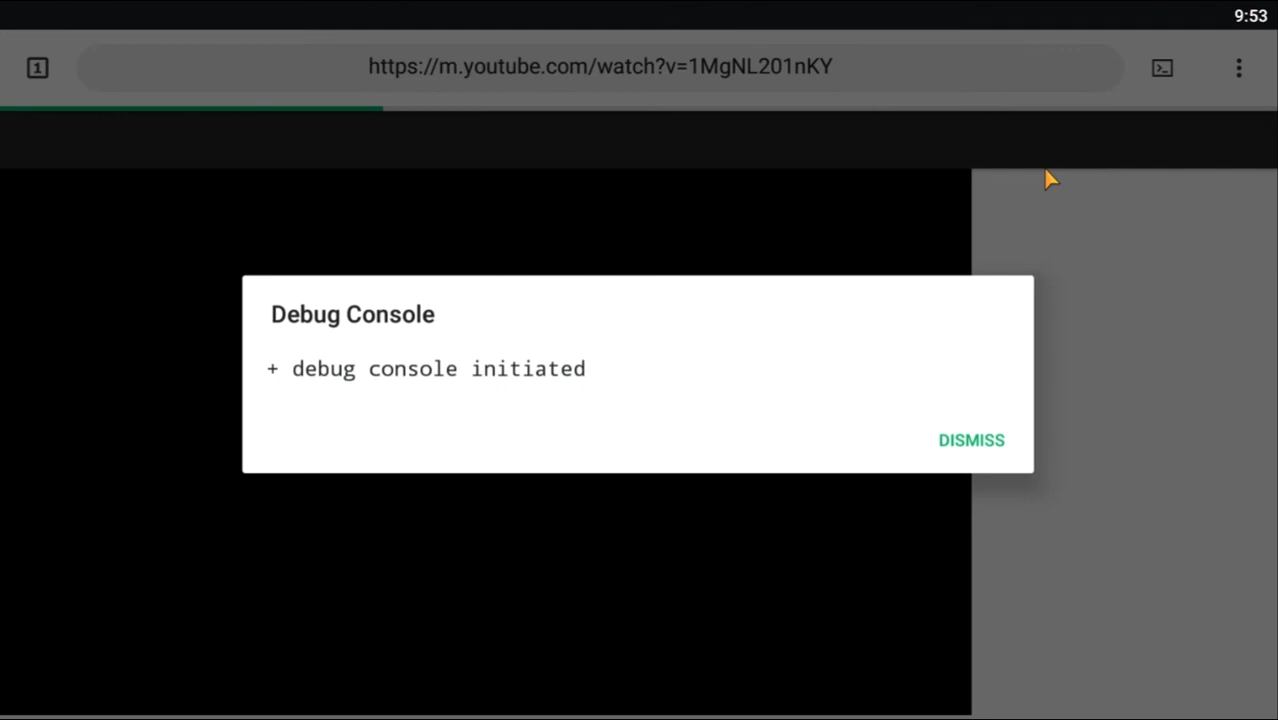 9:53
1
https://m.youtube.com/watch?v=1MgNL201nKY
Debug Console
+ debug console initiated
DISMISS